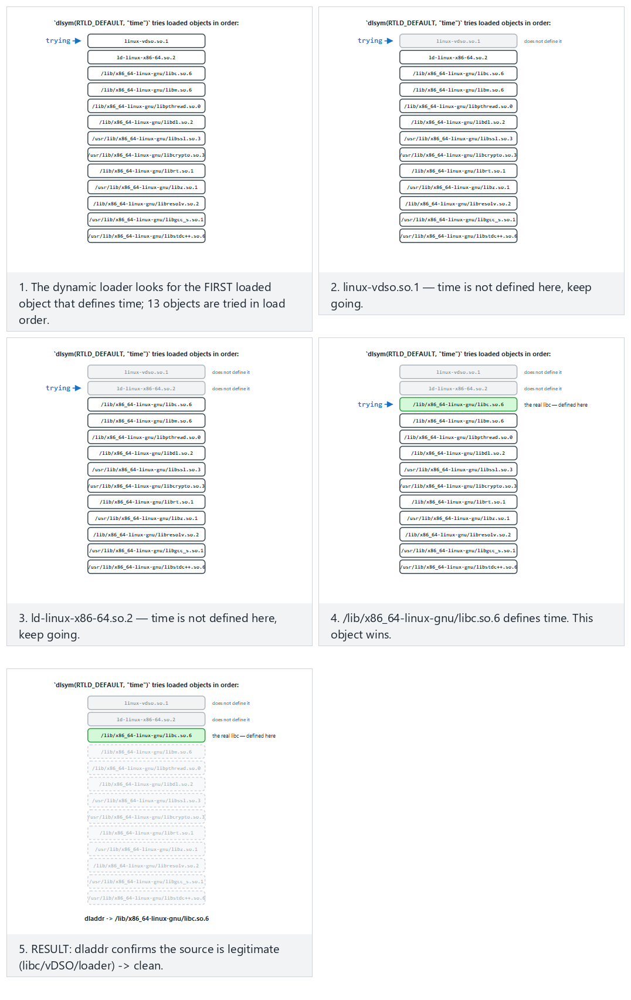 `dlsym(RTLD_DEFAULT, "time")` tries loaded objects in order:
trying
linux-vdso.so.1
ld-linux-x86-64.so.2
/lib/x86_64-linux-gnu/libc.so.6
/lib/x86_64-linux-gnu/libm.so.6
/lib/x86_64-linux-gnu/libpthread.so.0
/lib/x86_64-linux-gnu/libdl.so.2
/usr/lib/x86_64-linux-gnu/libssl.so.3
/usr/lib/x86_64-linux-gnu/libcrypto.so.3
/lib/x86_64-linux-gnu/librt.so.1
/usr/lib/x86_64-linux-gnu/libz.so.1
/lib/x86_64-linux-gnu/libresolv.so.2
/usr/lib/x86_64-linux-gnu/libgcc_s.so.1
/usr/lib/x86_64-linux-gnu/libstdc++.so.6
1. The dynamic loader looks for the FIRST loaded
object that defines time; 13 objects are tried in load
order.
`dlsym(RTLD_DEFAULT, "time")` tries loaded objects in order:
trying
linux-vdso.so.1
does not define it
ld-linux-x86-64.so.2
/lib/x86_64-linux-gnu/libc.so.6
/lib/x86_64-linux-gnu/libm.so.6
/lib/x86_64-linux-gnu/libpthread.so.0
/lib/x86_64-linux-gnu/libdl.so.2
/usr/lib/x86_64-linux-gnu/libssl.so.3
/usr/lib/x86_64-linux-gnu/libcrypto.so.3
/lib/x86_64-linux-gnu/librt.so.1
/usr/lib/x86_64-linux-gnu/libz.so.1
/lib/x86_64-linux-gnu/libresolv.so.2
/usr/lib/x86_64-linux-gnu/libgcc_s.so.1
/usr/lib/x86_64-linux-gnu/libstdc++.so.6
2. linux-vdso.so.1 — time is not defined here, keep
going.
`dlsym(RTLD_DEFAULT, "time")` tries loaded objects in order:
linux-vdso.so.1
does not define it
trying
ld-linux-x86-64.so.2
does not define it
/lib/x86_64-linux-gnu/libc.so.6
/lib/x86_64-linux-gnu/libm.so.6
/lib/x86_64-linux-gnu/libpthread.so.0
/lib/x86_64-linux-gnu/libdl.so.2
/usr/lib/x86_64-linux-gnu/libssl.so.3
/usr/lib/x86_64-linux-gnu/libcrypto.so.3
/lib/x86_64-linux-gnu/librt.so.1
/usr/lib/x86_64-linux-gnu/libz.so.1
/lib/x86_64-linux-gnu/libresolv.so.2
/usr/lib/x86_64-linux-gnu/libgcc_s.so.1
/usr/lib/x86_64-linux-gnu/libstdc++.so.6
3. ld-linux-x86-64.so.2 — time is not defined here,
keep going.
`dlsym(RTLD_DEFAULT, "time")` tries loaded objects in order:
linux-vdso.so.1
does not define it
ld-linux-x86-64.so.2
does not define it
trying
/lib/x86_64-linux-gnu/libc.so.6
the real libc — defined here
/lib/x86_64-linux-gnu/libm.so.6
/lib/x86_64-linux-gnu/libpthread.so.0
/lib/x86_64-linux-gnu/libdl.so.2
/usr/lib/x86_64-linux-gnu/libssl.so.3
/usr/lib/x86_64-linux-gnu/libcrypto.so.3
/lib/x86_64-linux-gnu/librt.so.1
/usr/lib/x86_64-linux-gnu/libz.so.1
/lib/x86_64-linux-gnu/libresolv.so.2
/usr/lib/x86_64-linux-gnu/libgcc_s.so.1
/usr/lib/x86_64-linux-gnu/libstdc++.so.6
4. /lib/x86_64-linux-gnu/libc.so.6 defines time. This
object wins.
`dlsym(RTLD_DEFAULT, "time")` tries loaded objects in order:
linux-vdso.so.1
does not define it
ld-linux-x86-64.so.2
does not define it
/lib/x86_64-linux-gnu/libc.so.6
the real libc — defined here
/lib/x86_64-linux-gnu/libm.so.6
/lib/x86_64-linux-gnu/libpthread.so.0
/lib/x86_64-linux-gnu/libdl.so.2
/usr/lib/x86_64-linux-gnu/libssl.so.3
/usr/lib/x86_64-linux-gnu/libcrypto.so.3
/lib/x86_64-linux-gnu/librt.so.1
/usr/lib/x86_64-linux-gnu/libz.so.1
/lib/x86_64-linux-gnu/libresolv.so.2
/usr/lib/x86_64-linux-gnu/libgcc_s.so.1
/usr/lib/x86_64-linux-gnu/libstdc++.so.6
dladdr -> /lib/x86_64-linux-gnu/libc.so.6
5. RESULT: dladdr confirms the source is legitimate
(libc/vDSO/loader) -> clean.